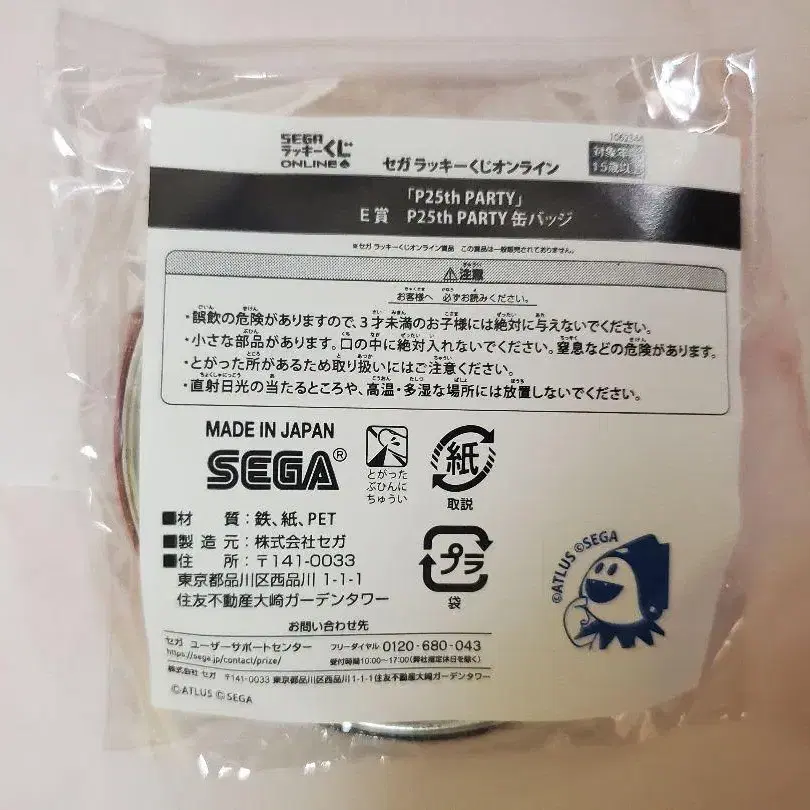 1062344
SEGA
ラッキーくじ
ONLINE
セガ ラッキーくじオンライン
対象年
15歳以
「P25th PARTY」
E賞 P25th PARTY 缶バッジ
※セガ ラッキーくじオンライン賞品 この賞品は一般販売されておりません。
⚠注意
お客様へ 必ずお読みください。
・誤飲の危険がありますので、3才未満のお子様には絶対に与えないでください。
・小さな部品があります。口の中に絶対入れないでください。窒息などの危険があります。
・とがった所があるため取り扱いにはご注意ください。
・直射日光の当たるところや、高温・多湿な場所には放置しないでください。
MADE IN JAPAN
SEGA®
とがった
ぶひんに
ちゅうい
紙
取説
■材 質：鉄、紙、PET
■製 造 元：株式会社セガ
■住 所：〒141-0033
東京都品川区西品川 1-1-1
住友不動産大崎ガーデンタワー
プラ
袋
©ATLUS ©SEGA
お問い合わせ先
セガ ユーザーサポートセンター フリーダイヤル 0120-680-043
https://sega.jp/contact/prize/ 受付時間10:00〜17:00(弊社指定休日を除く)
株式会社 セガ 〒141-0033 東京都品川区西品川1-1-1住友不動産大崎ガーデンタワー
©ATLUS ©SEGA